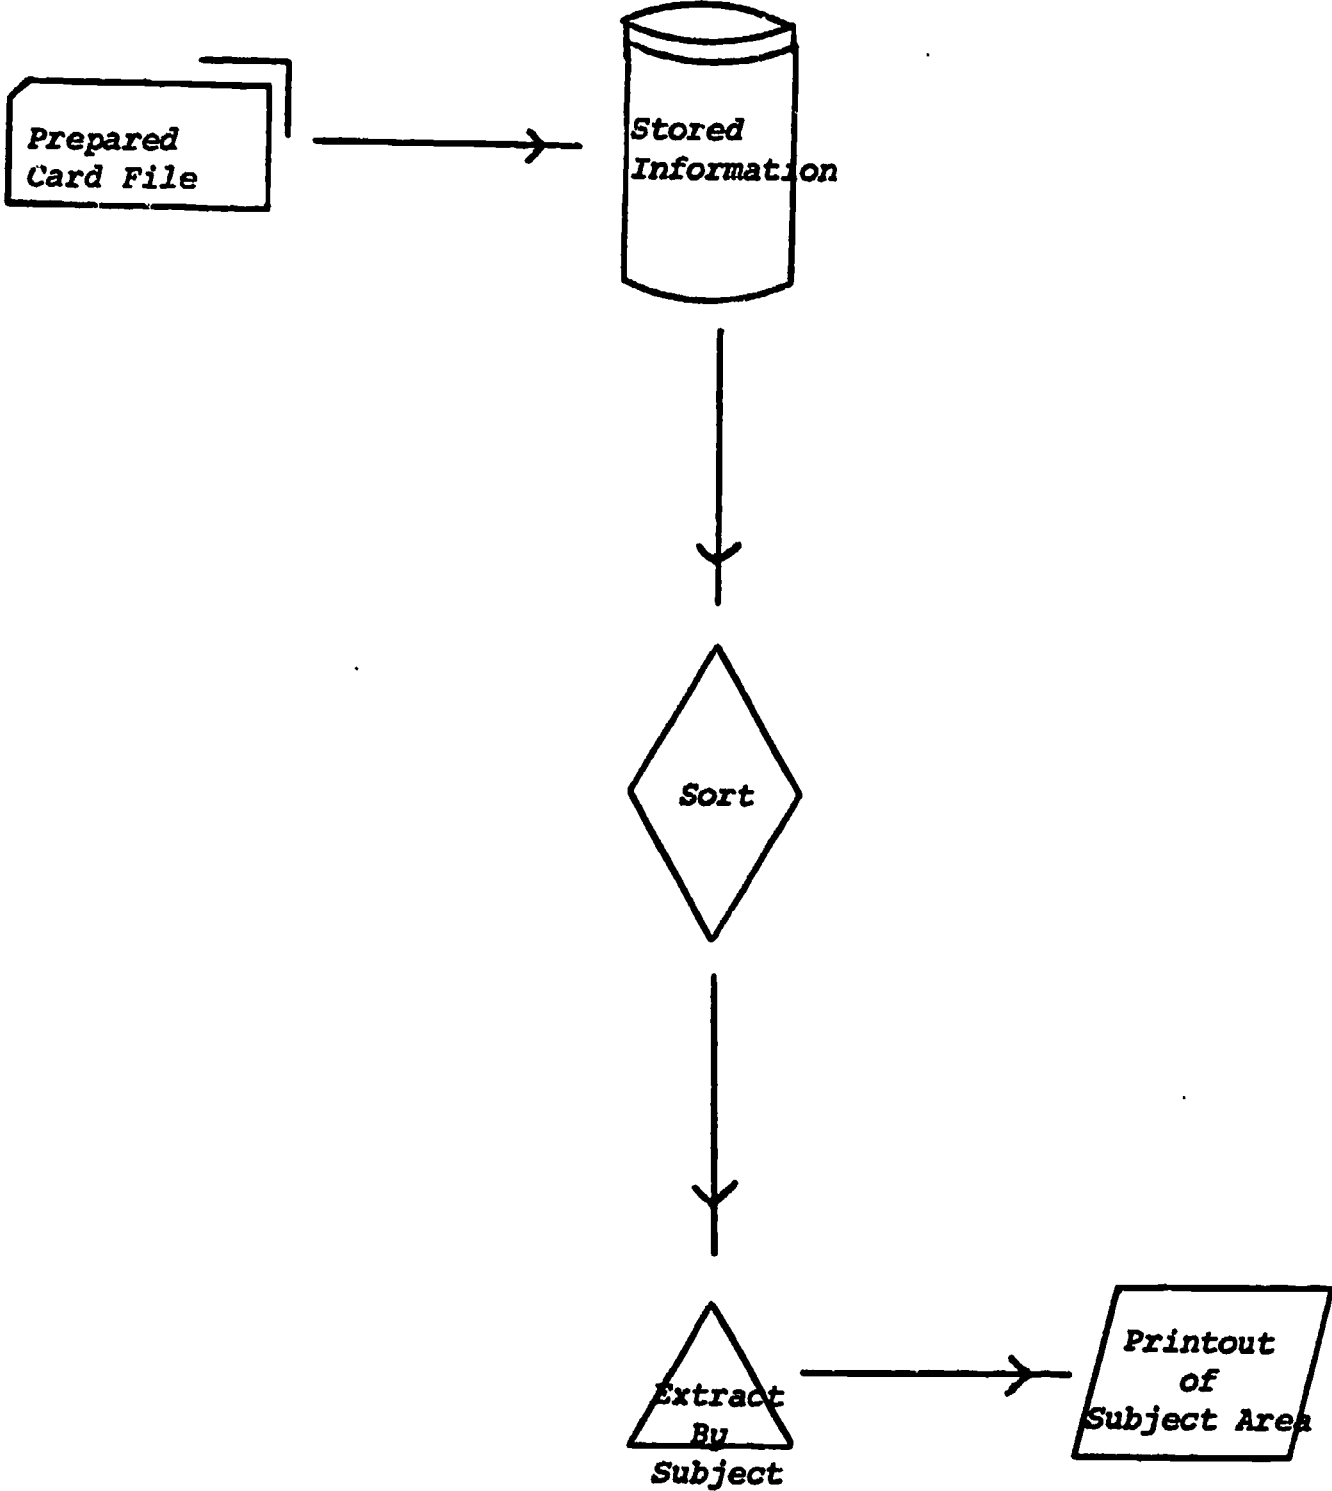 Prepared
Card File
Stored
Information
Sort
Extract
By
Subject
Printout
of
Subject Area